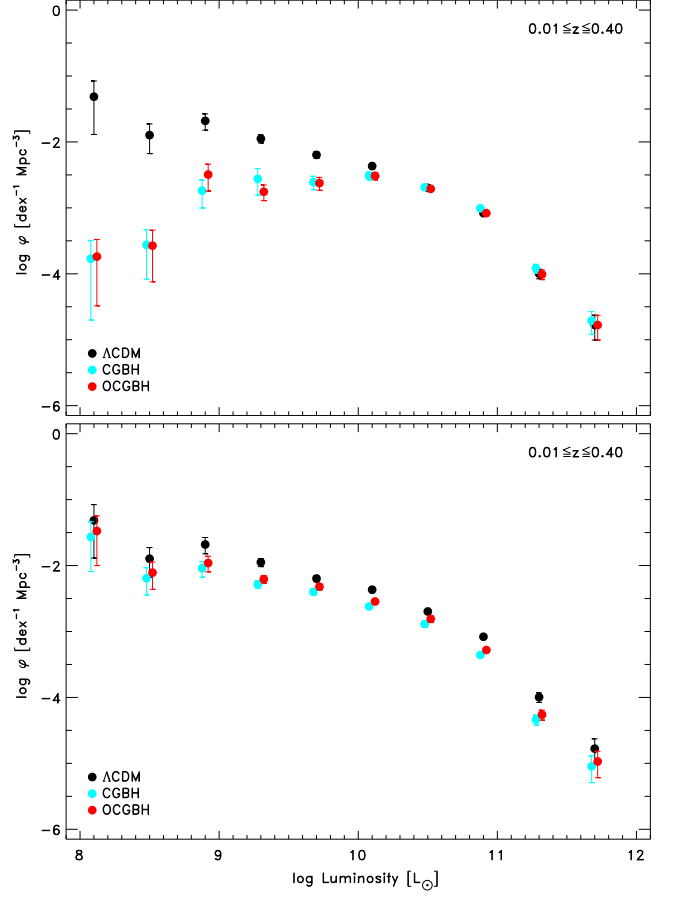 0.01≦z≦0.40
0
−2
−4
−6
log φ [dex⁻¹ Mpc⁻³]
ΛCDM
CGBH
OCGBH
0.01≦z≦0.40
0
−2
−4
−6
log φ [dex⁻¹ Mpc⁻³]
ΛCDM
CGBH
OCGBH
8 9 10 11 12
log Luminosity [L⊙]